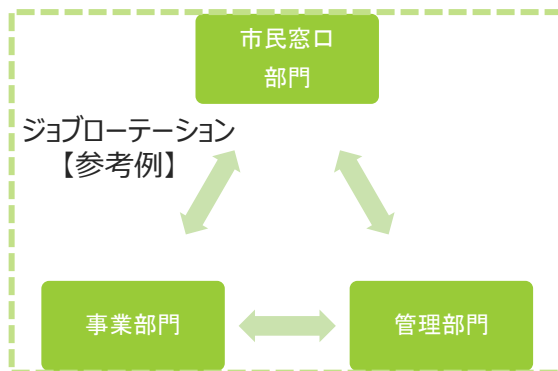 市民窓口
部門
ジョブローテーション
【参考例】
事業部門
管理部門